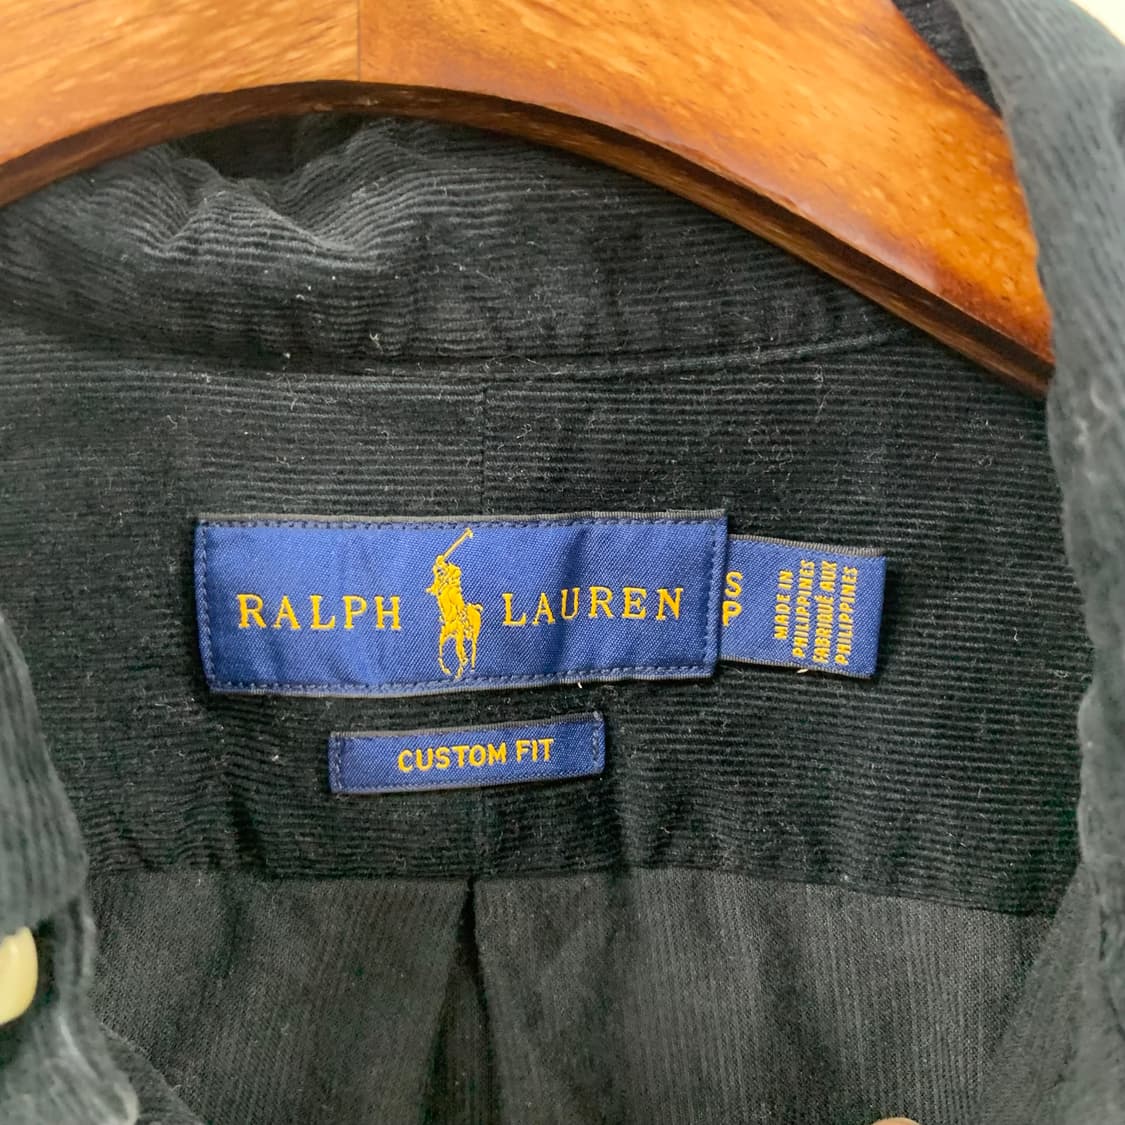 RALPH LAUREN
S
P
MADE IN
PHILIPPINES
FABRIQUÉ AUX
PHILIPPINES
CUSTOM FIT